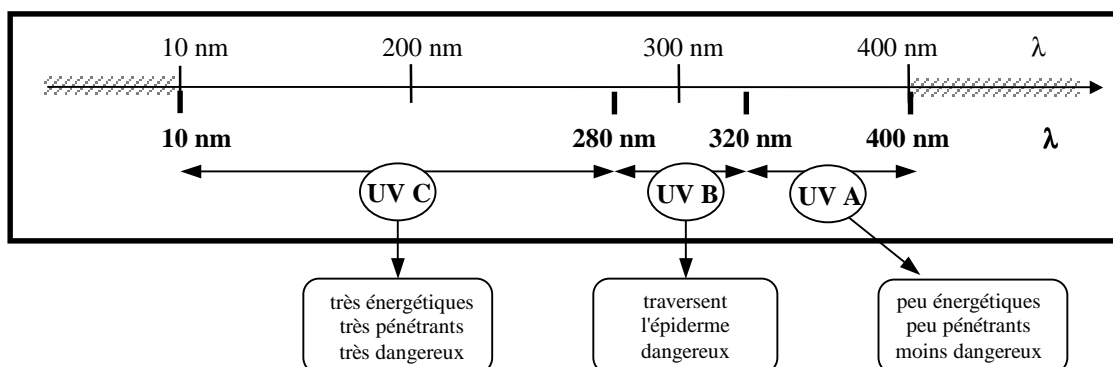 10 nm 200 nm 300 nm 400 nm λ
10 nm 280 nm 320 nm 400 nm λ
UV C UV B UV A
très énergétiques
très pénétrants
très dangereux
traversent
l'épiderme
dangereux
peu énergétiques
peu pénétrants
moins dangereux